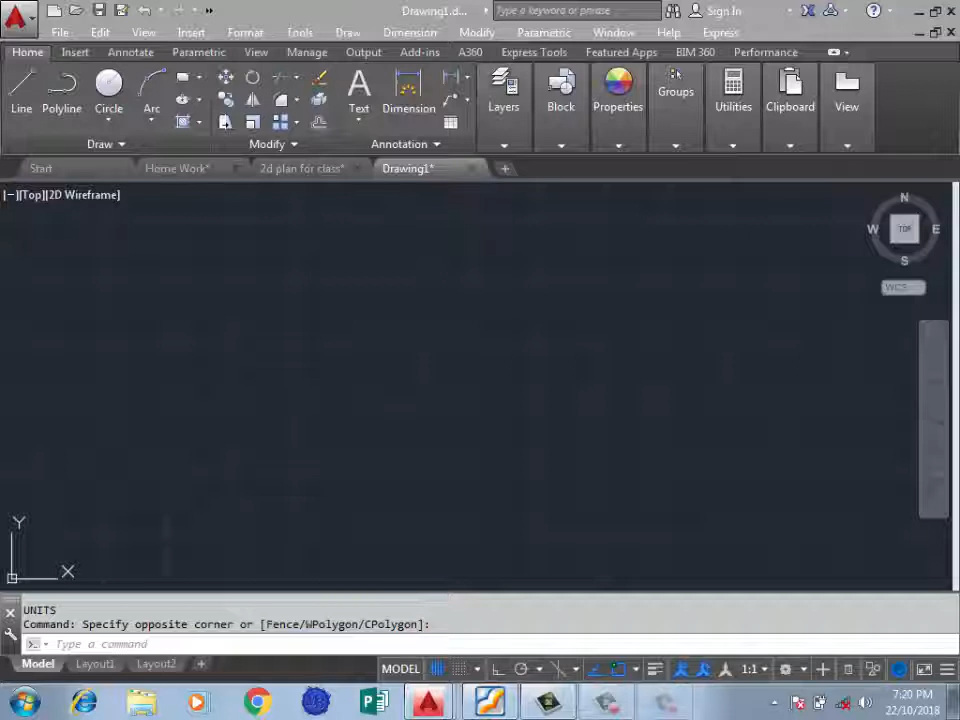 Drawing1.d...
Type a keyword or phrase
Sign In
File Edit View Insert Format Tools Draw Dimension Modify Parametric Window Help Express
Home Insert Annotate Parametric View Manage Output Add-ins A360 Express Tools Featured Apps BIM 360 Performance
Line Polyline Circle Arc Text Dimension Layers Block Properties Groups Utilities Clipboard View
Draw Modify Annotation
Start Home Work* 2d plan for class* Drawing1*
[−][Top][2D Wireframe]
N
W TOP E
S
WCS
Y
X
UNITS
Command: Specify opposite corner or [Fence/WPolygon/CPolygon]:
Type a command
Model Layout1 Layout2 + MODEL 1:1
7:20 PM
22/10/2018